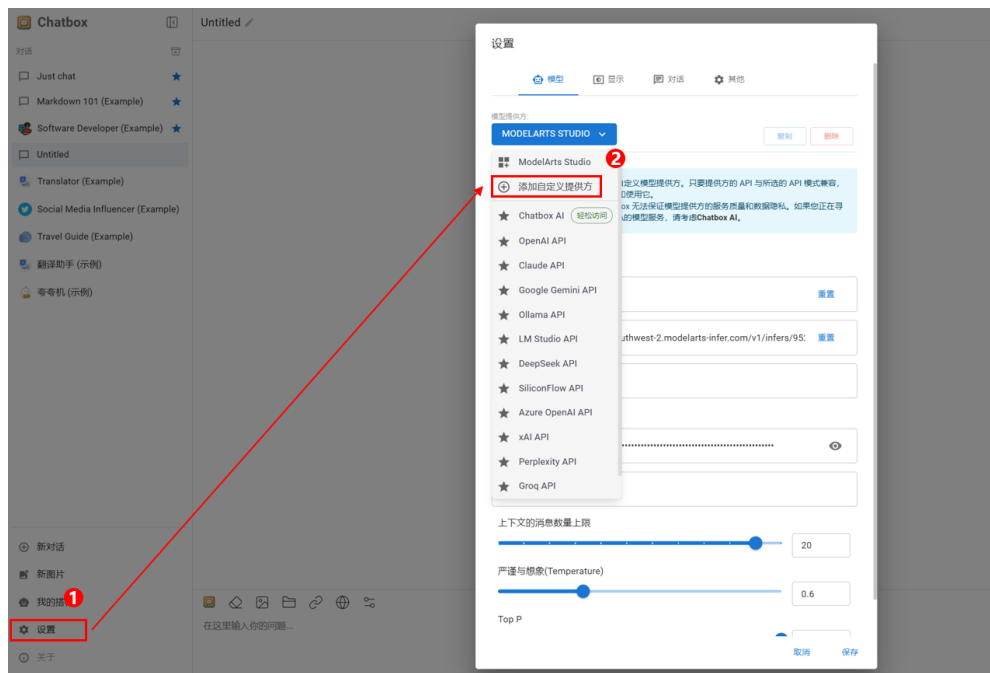 Chatbox
Untitled
对话
Just chat
Markdown 101 (Example)
Software Developer (Example)
Untitled
Translator (Example)
Social Media Influencer (Example)
Travel Guide (Example)
翻译助手 (示例)
夸夸机 (示例)
新对话
新图片
我的搭
1
设置
关于
在这里输入你的问题...
设置
模型
显示
对话
其他
模型提供方:
MODELARTS STUDIO
复制
删除
ModelArts Studio
2
添加自定义提供方
Chatbox AI
轻松访问
OpenAI API
Claude API
Google Gemini API
Ollama API
LM Studio API
DeepSeek API
SiliconFlow API
Azure OpenAI API
xAI API
Perplexity API
Groq API
定义模型提供方。只要提供方的 API 与所选的 API 模式兼容,
使用它。
ox 无法保证模型提供方的服务质量和数据隐私。如果您正在寻
的模型服务，请考虑Chatbox AI。
重置
uthwest-2.modelarts-infer.com/v1/infers/95:
重置
上下文的消息数量上限
20
严谨与想象(Temperature)
0.6
Top P
取消
保存